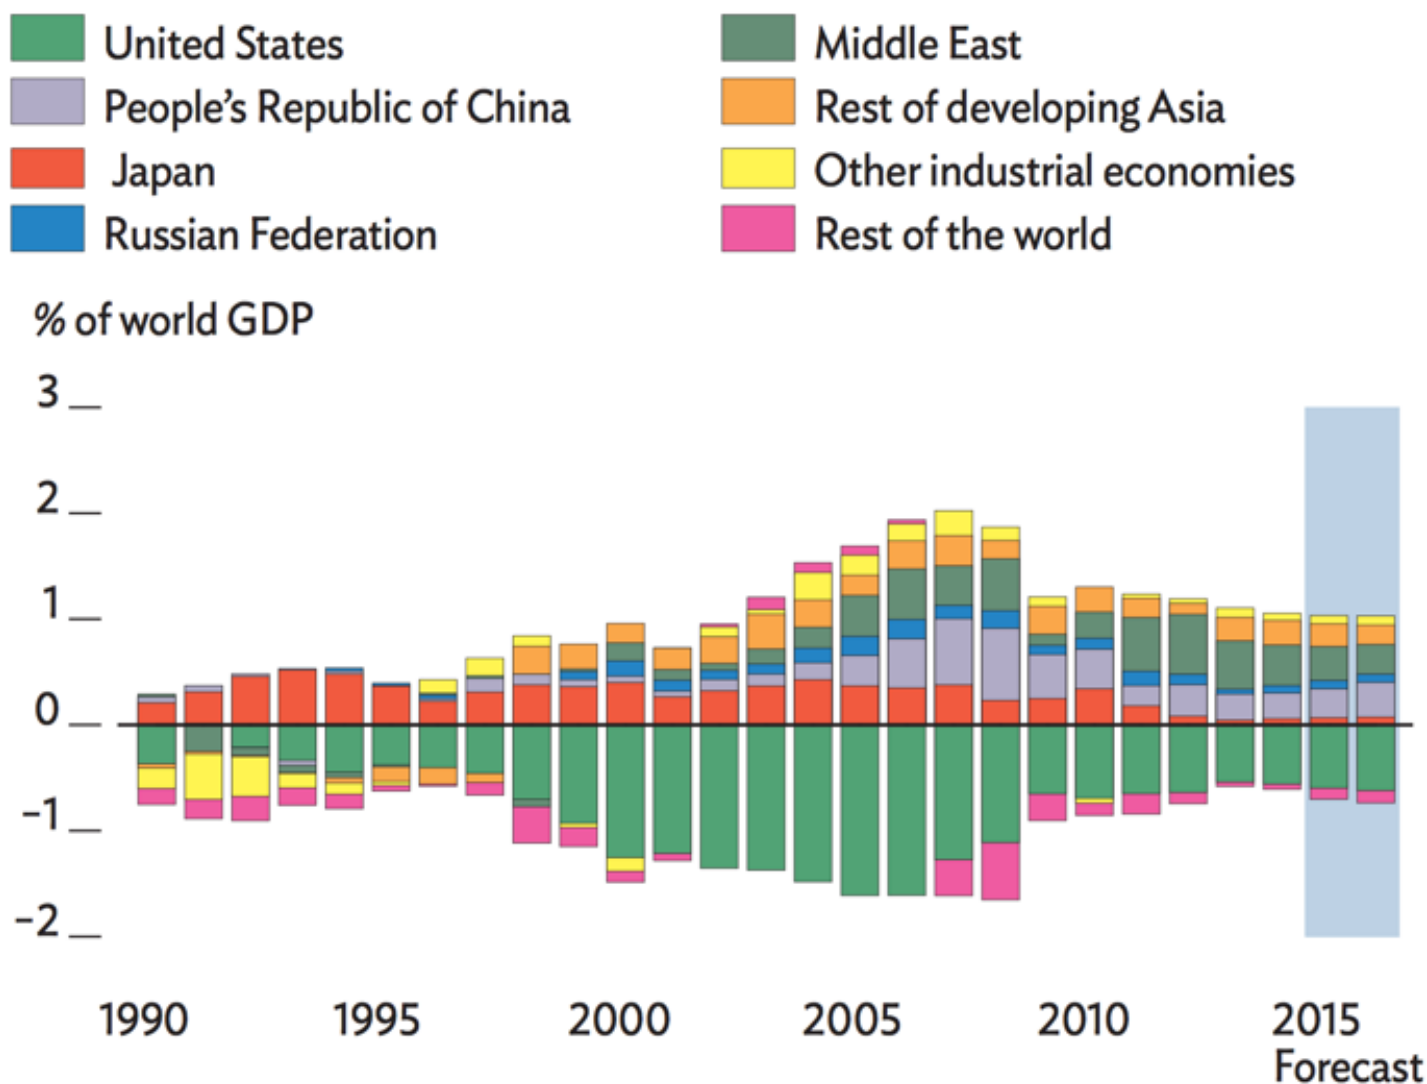 United States
People's Republic of China
Japan
Russian Federation
Middle East
Rest of developing Asia
Other industrial economies
Rest of the world
% of world GDP
3
2
1
0
−1
−2
1990 1995 2000 2005 2010 2015
Forecast